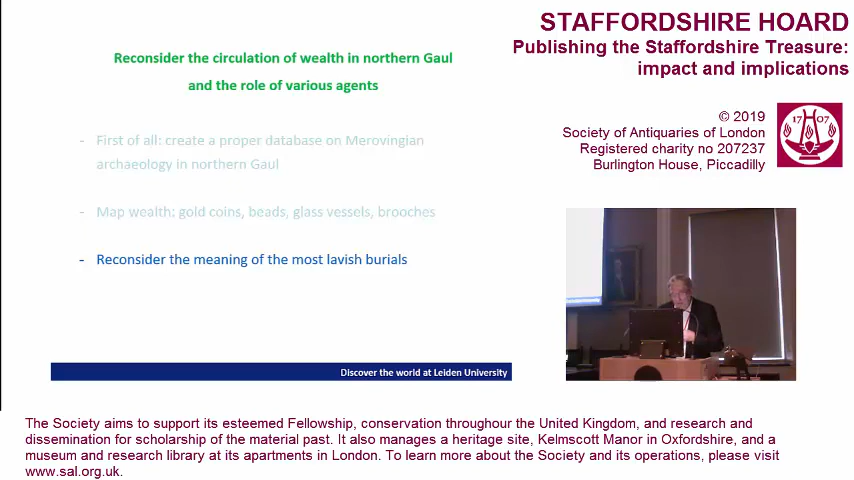 Reconsider the circulation of wealth in northern Gaul
and the role of various agents
- First of all: create a proper database on Merovingian
archaeology in northern Gaul
- Map wealth: gold coins, beads, glass vessels, brooches
- Reconsider the meaning of the most lavish burials
Discover the world at Leiden University
STAFFORDSHIRE HOARD
Publishing the Staffordshire Treasure:
impact and implications
© 2019
Society of Antiquaries of London
Registered charity no 207237
Burlington House, Piccadilly
17 07
The Society aims to support its esteemed Fellowship, conservation throughour the United Kingdom, and research and
dissemination for scholarship of the material past. It also manages a heritage site, Kelmscott Manor in Oxfordshire, and a
museum and research library at its apartments in London. To learn more about the Society and its operations, please visit
www.sal.org.uk.